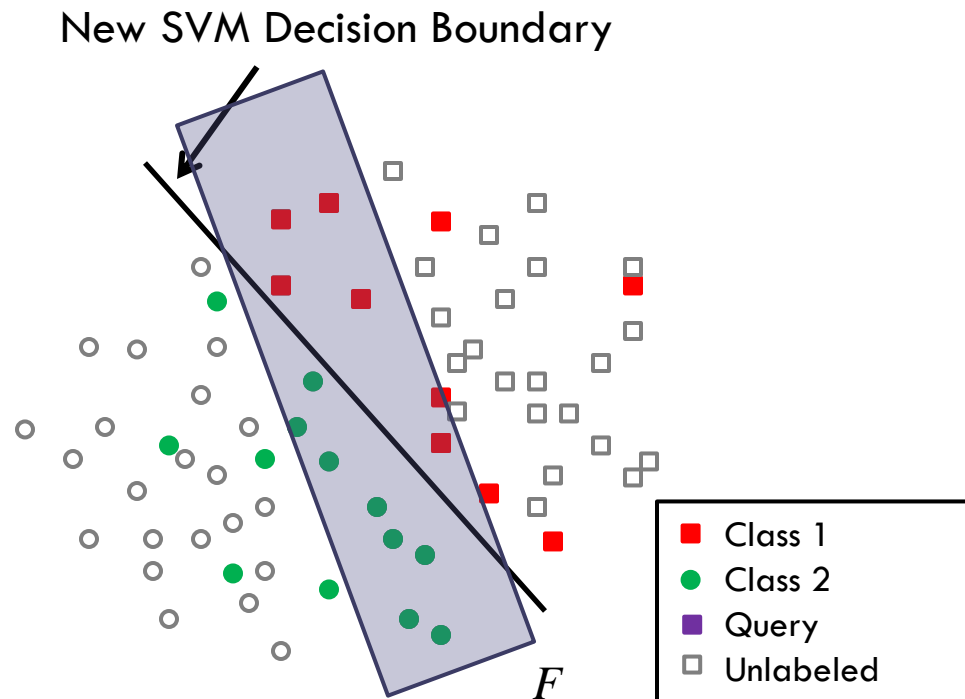 New SVM Decision Boundary
F
Class 1
Class 2
Query
Unlabeled